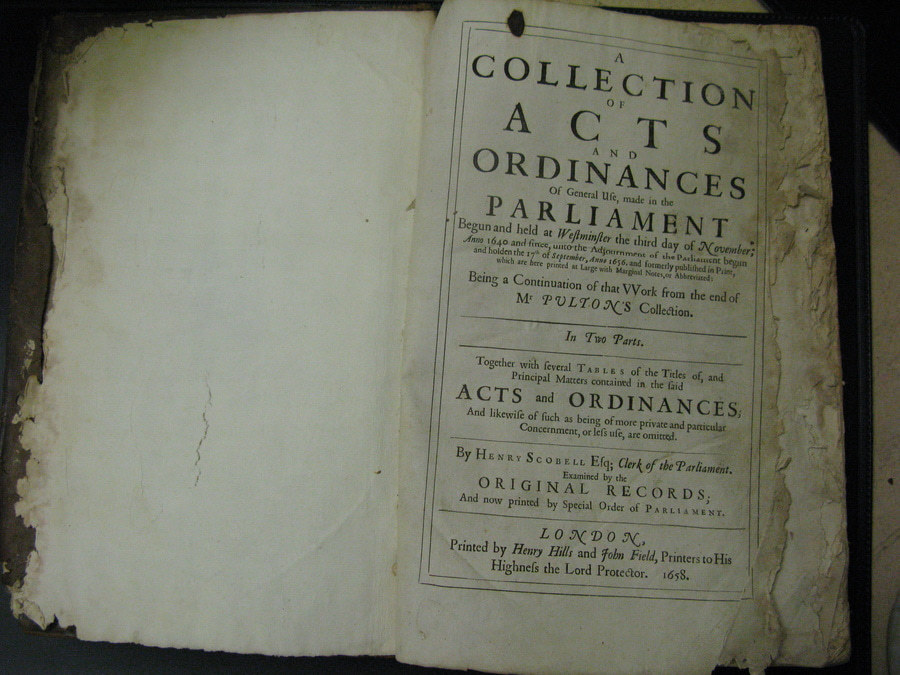 A
COLLECTION
OF
ACTS
AND
ORDINANCES
Of General Uſe, made in the
PARLIAMENT
Begun and held at Weſtminſter the third day of November,
Anno 1640 and ſince, unto the Adjournment of the Parliament begun
and holden the 17th of September, Anno 1656. and formerly publiſhed in Print,
which are here printed at Large with Marginal Notes, or Abbreviated:
Being a Continuation of that VVork from the end of
Mr PULTON'S Collection.
In Two Parts.
Together with ſeveral TABLES of the Titles of, and
Principal Matters contained in the ſaid
ACTS and ORDINANCES;
And likewiſe of ſuch as being of more private and particular
Concernment, or leſs uſe, are omitted.
By HENRY SCOBELL Eſq; Clerk of the Parliament.
Examined by the
ORIGINAL RECORDS;
And now printed by Special Order of PARLIAMENT.
LONDON,
Printed by Henry Hills and John Field, Printers to His
Highneſs the Lord Protector. 1658.